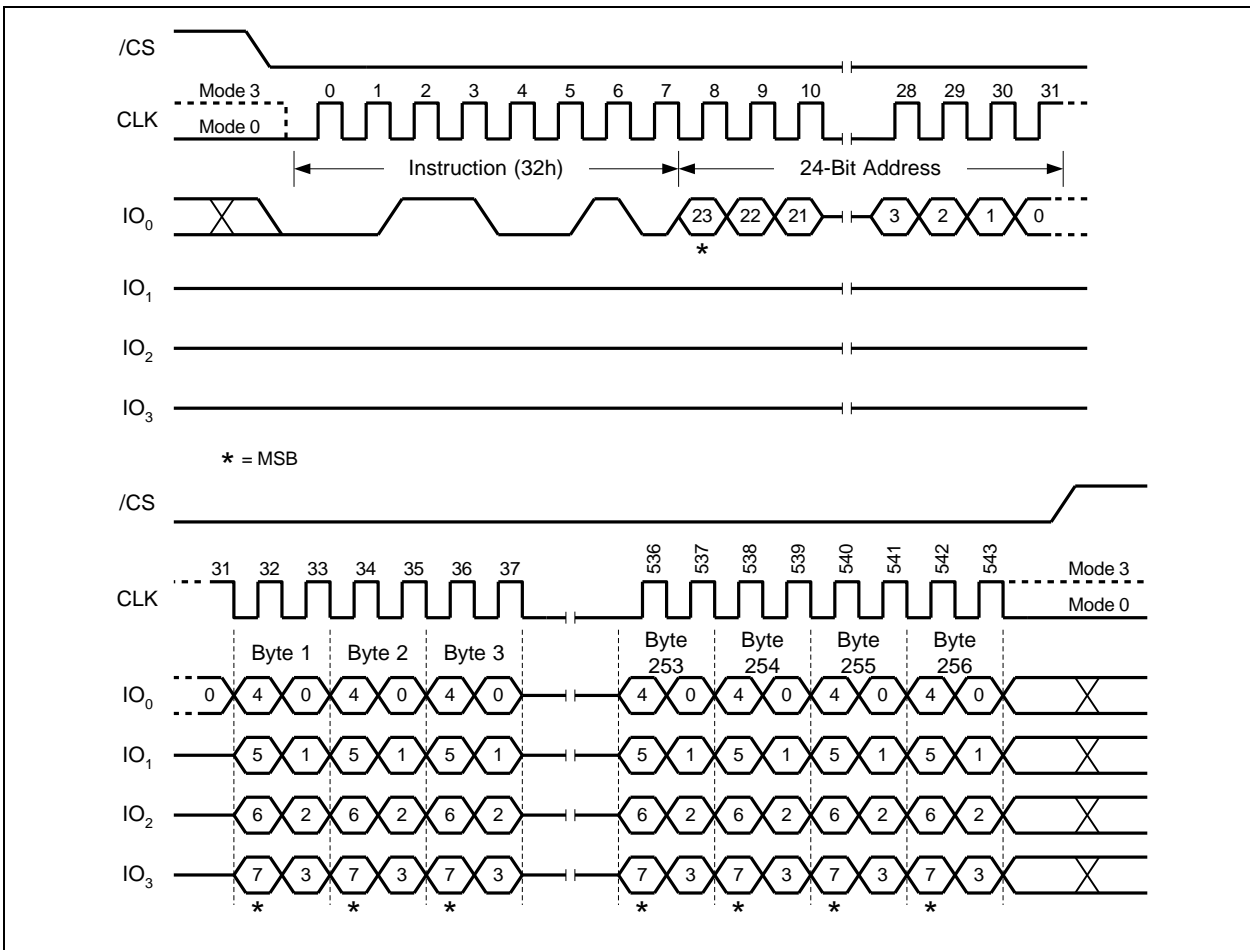 /CS
Mode 3
0 1 2 3 4 5 6 7 8 9 10 28 29 30 31
CLK
Mode 0
Instruction (32h)
24-Bit Address
IO0
23 22 21 3 2 1 0
*
IO1
IO2
IO3
* = MSB
/CS
31 32 33 34 35 36 37 536 537 538 539 540 541 542 543
Mode 3
CLK
Mode 0
Byte 1 Byte 2 Byte 3 Byte 253 Byte 254 Byte 255 Byte 256
IO0
0 4 0 4 0 4 0 4 0 4 0 4 0 4 0
IO1
5 1 5 1 5 1 5 1 5 1 5 1 5 1
IO2
6 2 6 2 6 2 6 2 6 2 6 2 6 2
IO3
7 3 7 3 7 3 7 3 7 3 7 3 7 3
* * * * * * *